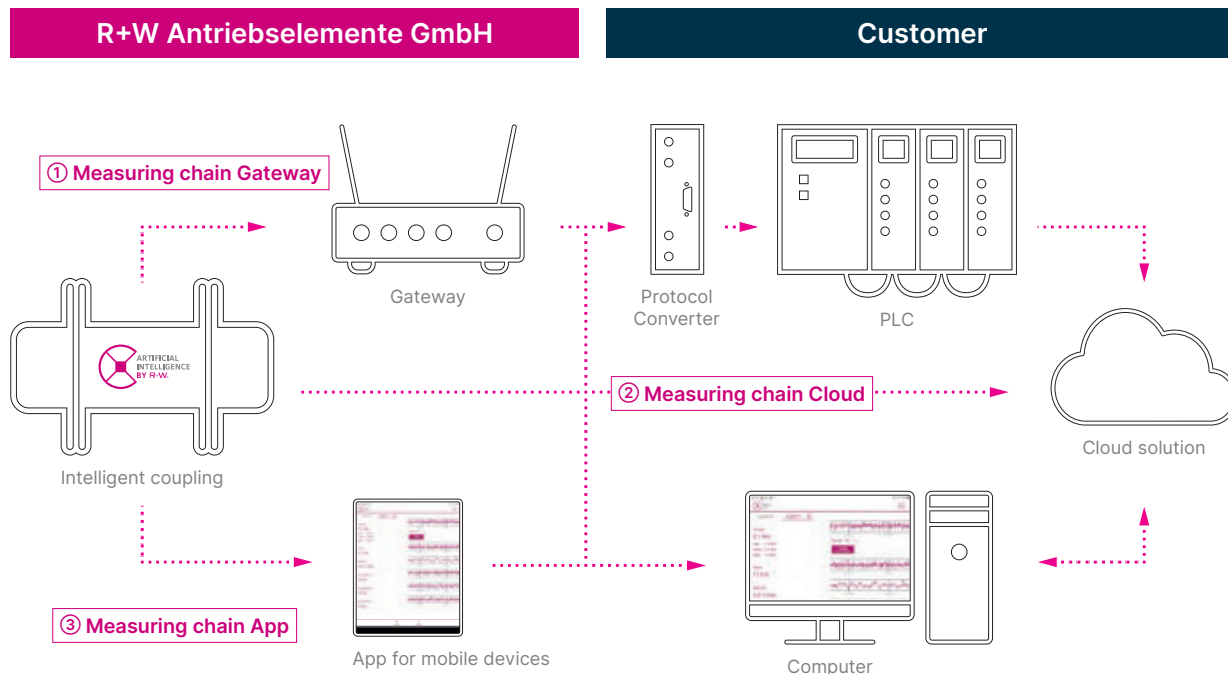 R+W Antriebselemente GmbH
Customer
① Measuring chain Gateway
Gateway
Protocol
Converter
PLC
ARTIFICIAL
INTELLIGENCE
BY R+W.
② Measuring chain Cloud
Intelligent coupling
Cloud solution
③ Measuring chain App
App for mobile devices
Computer